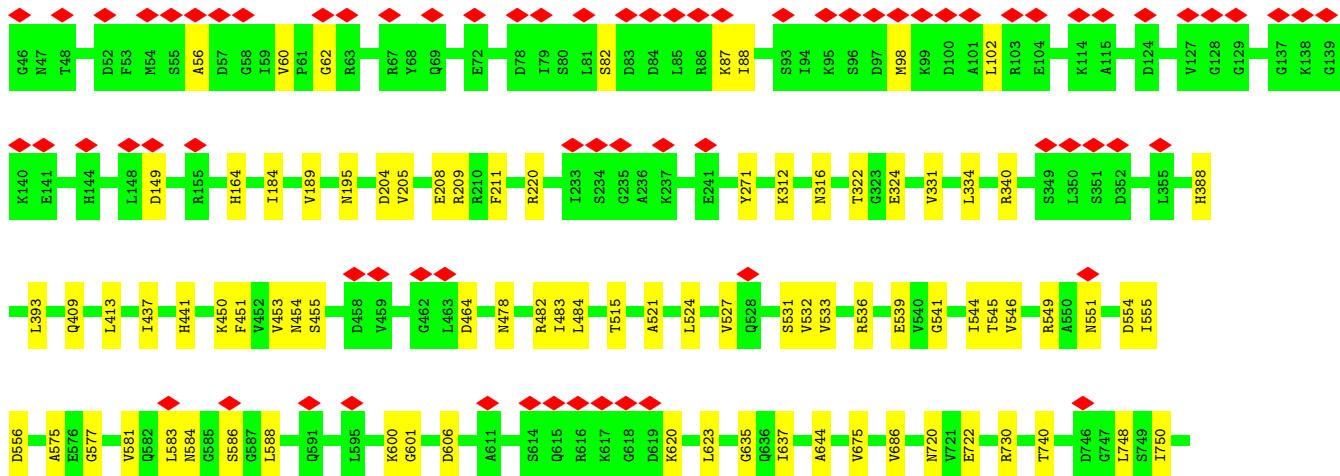 G46 N47 T48 D52 F53 M54 S55 A56 D57 G58 I59 V60 P61 G62 R63 R67 Y68 Q69 E72 D78 I79 S80 L81 S82 D83 D84 L85 R86 K87 I88 S93 I94 K95 S96 D97 M98 K99 D100 A101 L102 R103 E104 K114 A115 D124 V127 G128 G129 G137 K138 G139
K140 E141 H144 L148 D149 R155 H164 I184 V189 N195 D204 V205 E208 R209 R210 F211 R220 I233 S234 G235 A236 K237 E241 Y271 K312 N316 T322 G323 E324 V331 L334 R340 S349 L350 S351 D352 L355 H388
L393 Q409 L413 I437 H441 K450 F451 V452 V453 N454 S455 D458 V459 G462 L463 D464 N478 R482 I483 L484 T515 A521 L524 V527 Q528 S531 V532 V533 R536 E539 V540 G541 I544 T545 V546 R549 A550 N551 D554 I555
D556 A575 E576 G577 V581 Q582 L583 N584 G585 S586 G587 L588 Q591 L595 K600 G601 D606 A611 S614 Q615 R616 K617 G618 D619 K620 L623 G635 Q636 I637 A644 V675 V686 N720 V721 E722 R730 T740 D746 G747 L748 S749 I750